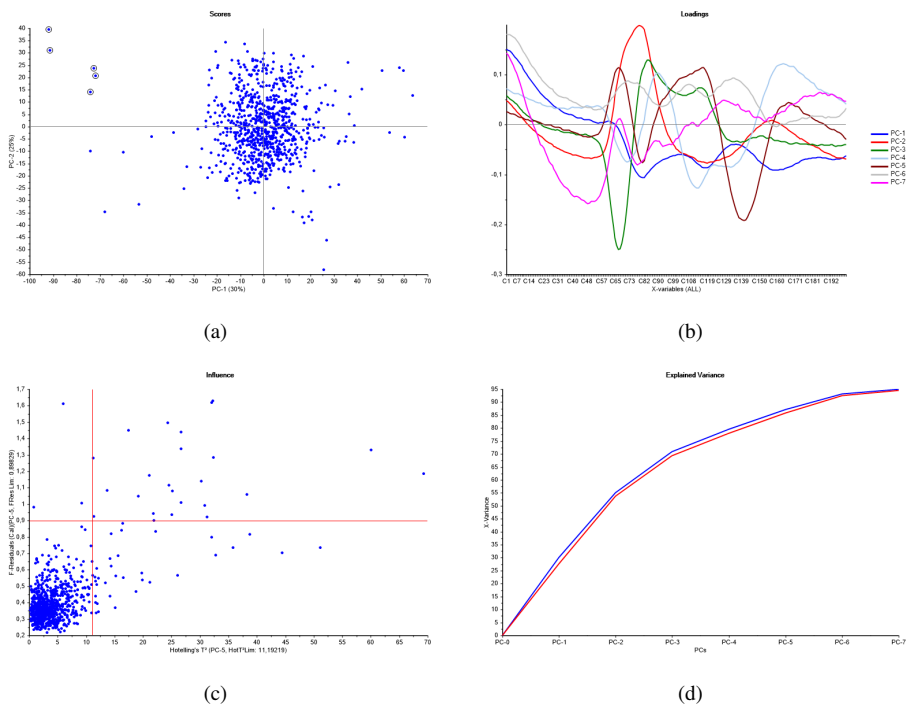 Scores
PC-2 (25%)
40
35
30
25
20
15
10
5
0
-5
-10
-15
-20
-25
-30
-35
-40
-45
-50
-55
-60
-100 -90 -80 -70 -60 -50 -40 -30 -20 -10 0 10 20 30 40 50 60 70
PC-1 (30%)
(a)
Loadings
0,1
0
-0,1
-0,2
-0,3
C1 C7 C14 C23 C31 C40 C48 C57 C65 C73 C82 C90 C99 C108 C119 C129 C139 C150 C160 C171 C181 C192
X-variables (ALL)
PC-1
PC-2
PC-3
PC-4
PC-5
PC-6
PC-7
(b)
Influence
F-Residuals (Cal)(PC-5, FRes Lim: 0,89829)
1,7
1,6
1,5
1,4
1,3
1,2
1,1
1
0,9
0,8
0,7
0,6
0,5
0,4
0,3
0,2
0 5 10 15 20 25 30 35 40 45 50 55 60 65 70
Hotelling's T² (PC-5, HotT²Lim: 11,19219)
(c)
Explained Variance
X-Variance
95
90
85
80
75
70
65
60
55
50
45
40
35
30
25
20
15
10
5
0
PC-0 PC-1 PC-2 PC-3 PC-4 PC-5 PC-6 PC-7
PCs
(d)